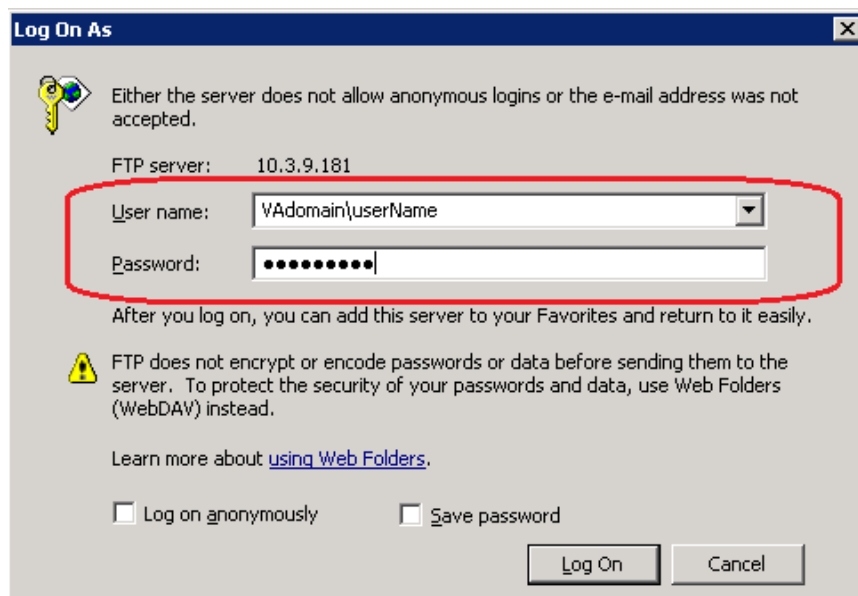 Log On As
Either the server does not allow anonymous logins or the e-mail address was not
accepted.
FTP server: 10.3.9.181
User name: VAdomain\userName
Password: ●●●●●●●●●
After you log on, you can add this server to your Favorites and return to it easily.
FTP does not encrypt or encode passwords or data before sending them to the
server. To protect the security of your passwords and data, use Web Folders
(WebDAV) instead.
Learn more about using Web Folders.
Log on anonymously Save password
Log On Cancel